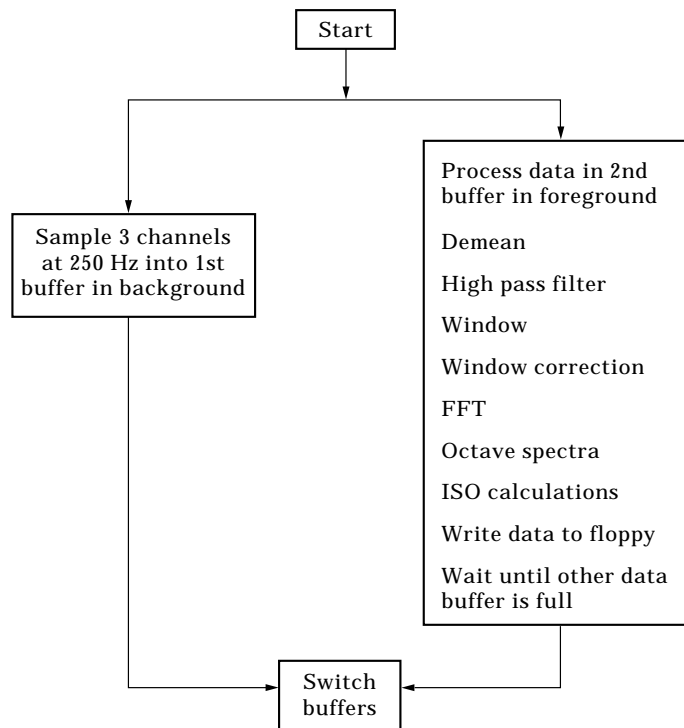 Start
Sample 3 channels
at 250 Hz into 1st
buffer in background
Process data in 2nd
buffer in foreground
Demean
High pass filter
Window
Window correction
FFT
Octave spectra
ISO calculations
Write data to floppy
Wait until other data
buffer is full
Switch
buffers